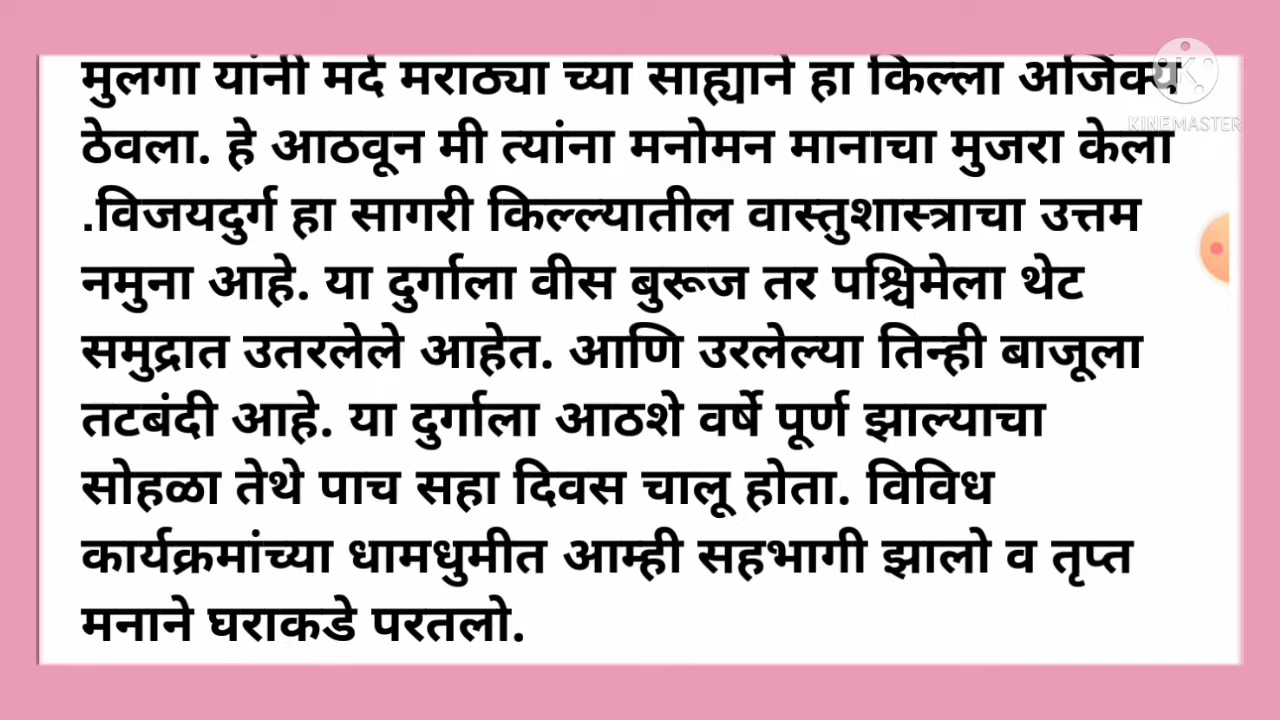 मुलगा यांनी मर्द मराठ्या च्या साह्याने हा किल्ला अजिंक्य
ठेवला. हे आठवून मी त्यांना मनोमन मानाचा मुजरा केला
.विजयदुर्ग हा सागरी किल्ल्यातील वास्तुशास्त्राचा उत्तम
नमुना आहे. या दुर्गाला वीस बुरूज तर पश्चिमेला थेट
समुद्रात उतरलेले आहेत. आणि उरलेल्या तिन्ही बाजूला
तटबंदी आहे. या दुर्गाला आठशे वर्षे पूर्ण झाल्याचा
सोहळा तेथे पाच सहा दिवस चालू होता. विविध
कार्यक्रमांच्या धामधुमीत आम्ही सहभागी झालो व तृप्त
मनाने घराकडे परतलो.
KINEMASTER